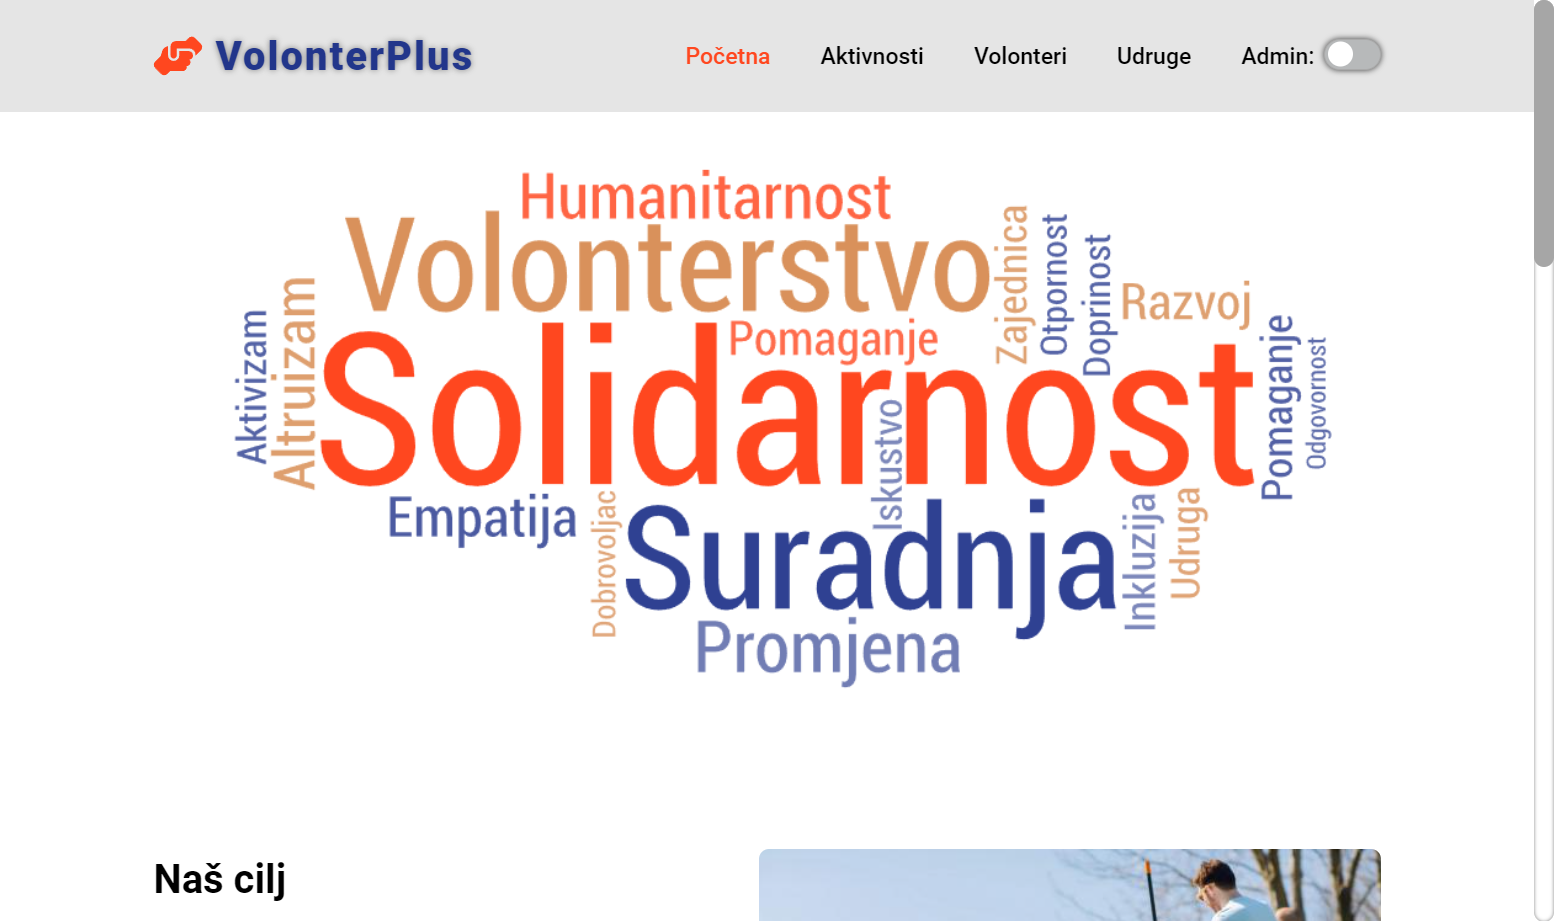 VolonterPlus
Početna
Aktivnosti
Volonteri
Udruge
Admin:
Humanitarnost
Volonterstvo
Zajednica
Otpornost
Doprinost
Razvoj
Aktivizam
Altruizam
Solidarnost
Pomaganje
Pomaganje
Odgovornost
Iskustvo
Empatija
Dobrovoljac
Suradnja
Inkluzija
Udruga
Promjena
Naš cilj